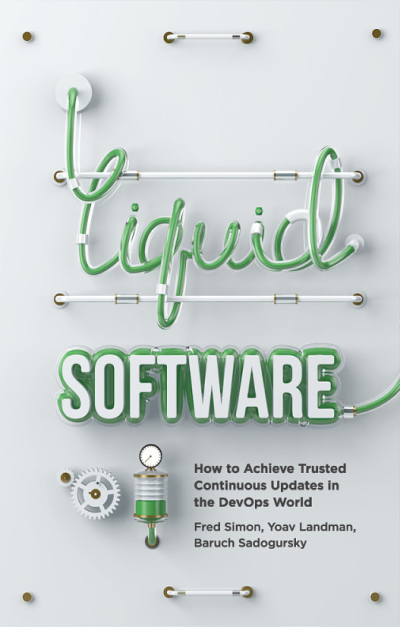 liquid
SOFTWARE
How to Achieve Trusted
Continuous Updates in
the DevOps World
Fred Simon, Yoav Landman,
Baruch Sadogursky